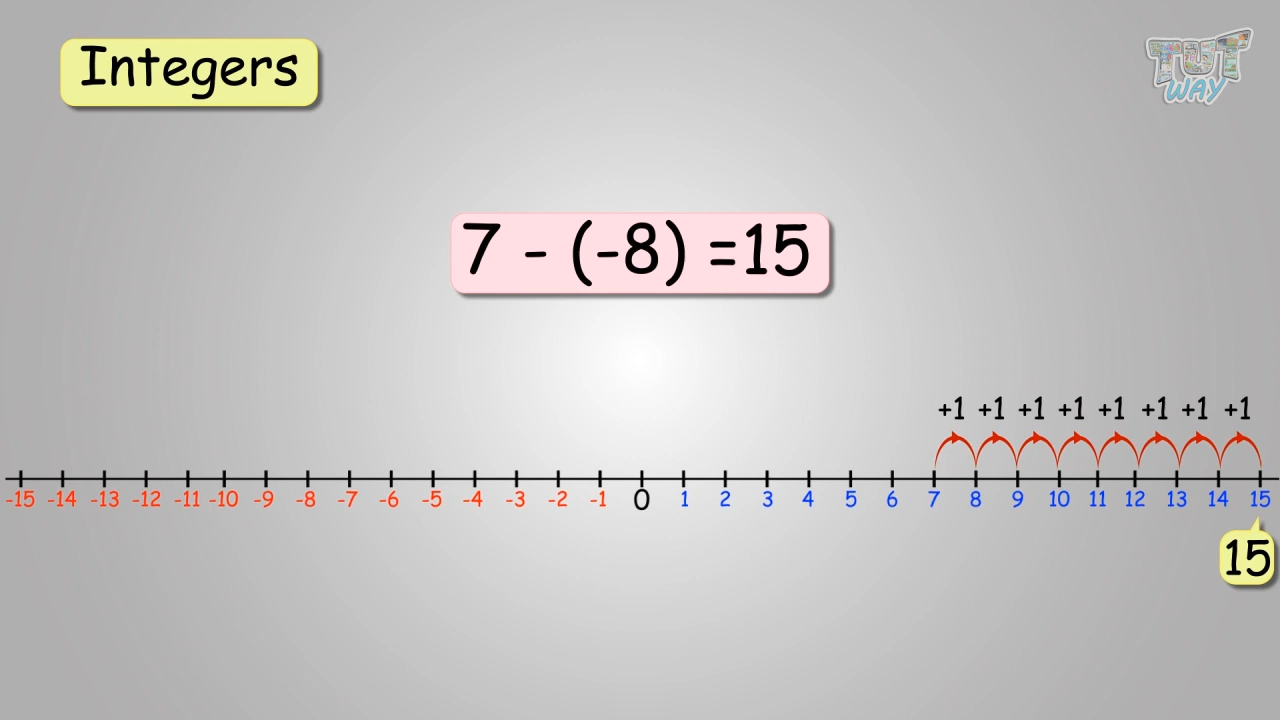 Integers
TUT
WAY
7 - (-8) =15
+1 +1 +1 +1 +1 +1 +1 +1
-15 -14 -13 -12 -11 -10 -9 -8 -7 -6 -5 -4 -3 -2 -1 0 1 2 3 4 5 6 7 8 9 10 11 12 13 14 15
15